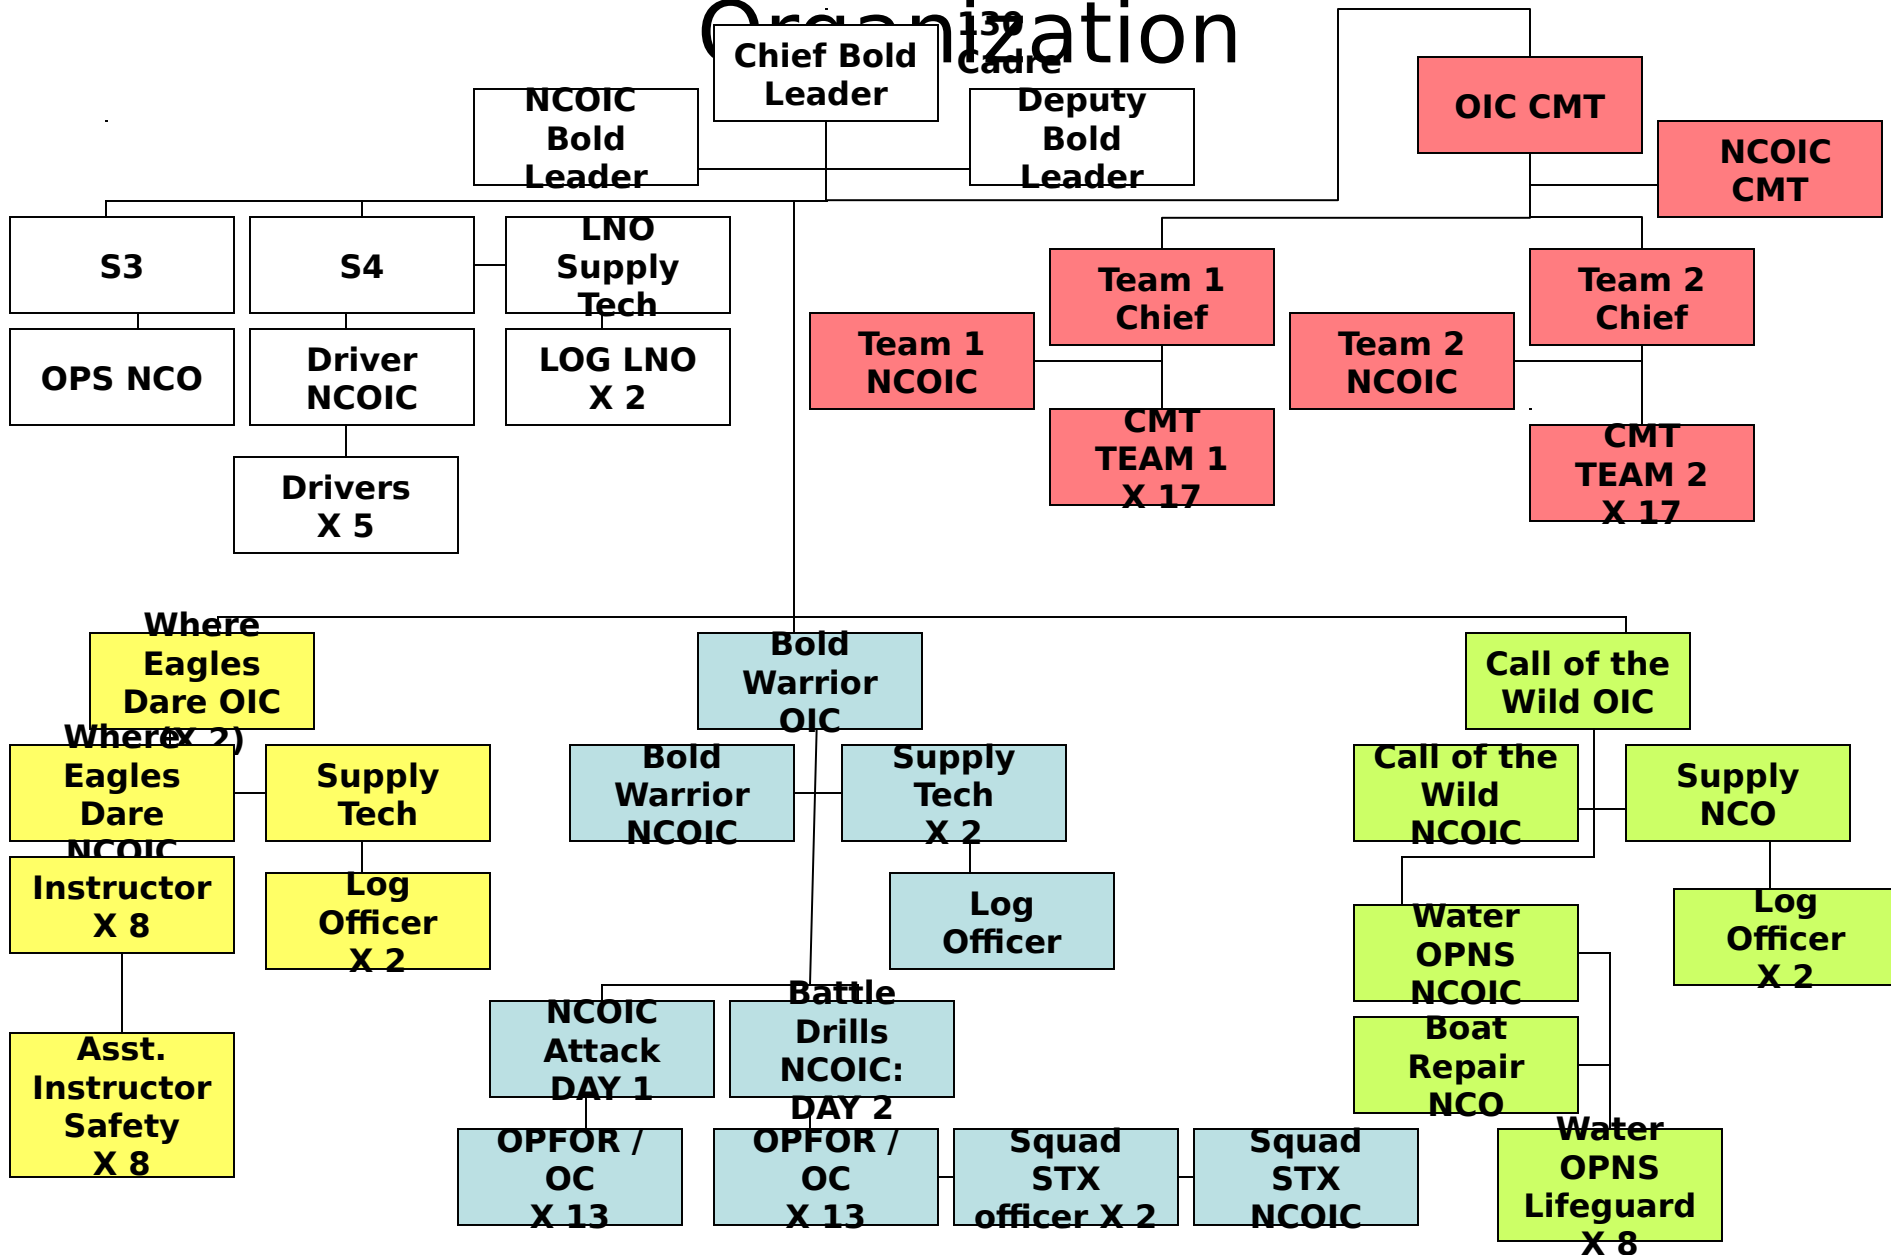 Organization
130
Cadre
Chief Bold
Leader
NCOIC
Bold
Leader
Deputy
Bold
Leader
OIC CMT
NCOIC
CMT
S3
S4
LNO
Supply
Tech
Team 1
Chief
Team 2
Chief
OPS NCO
Driver
NCOIC
LOG LNO
X 2
Team 1
NCOIC
Team 2
NCOIC
CMT
TEAM 1
X 17
CMT
TEAM 2
X 17
Drivers
X 5
Where
Eagles
Dare OIC
(X 2)
Bold
Warrior
OIC
Call of the
Wild OIC
Where
Eagles
Dare
NCOIC
Supply
Tech
Bold
Warrior
NCOIC
Supply
Tech
X 2
Call of the
Wild
NCOIC
Supply
NCO
Instructor
X 8
Log
Officer
X 2
Log
Officer
Water
OPNS
NCOIC
Log
Officer
X 2
Asst.
Instructor
Safety
X 8
NCOIC
Attack
DAY 1
Battle
Drills
NCOIC:
DAY 2
Boat
Repair
NCO
OPFOR /
OC
X 13
OPFOR /
OC
X 13
Squad
STX
officer X 2
Squad
STX
NCOIC
Water
OPNS
Lifeguard
X 8